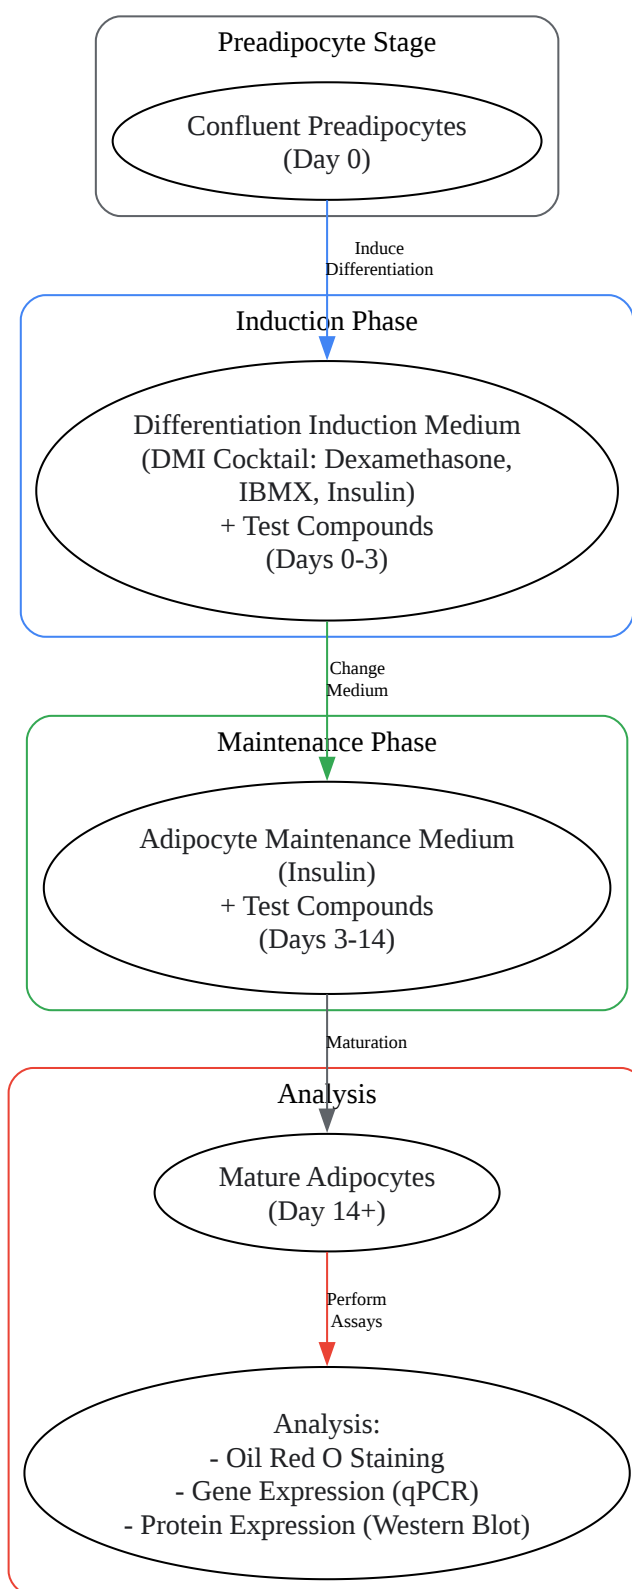 Preadipocyte Stage
Confluent Preadipocytes
(Day 0)
Induce
Differentiation
Induction Phase
Differentiation Induction Medium
(DMI Cocktail: Dexamethasone,
IBMX, Insulin)
+ Test Compounds
(Days 0-3)
Change
Medium
Maintenance Phase
Adipocyte Maintenance Medium
(Insulin)
+ Test Compounds
(Days 3-14)
Maturation
Analysis
Mature Adipocytes
(Day 14+)
Perform
Assays
Analysis:
- Oil Red O Staining
- Gene Expression (qPCR)
- Protein Expression (Western Blot)